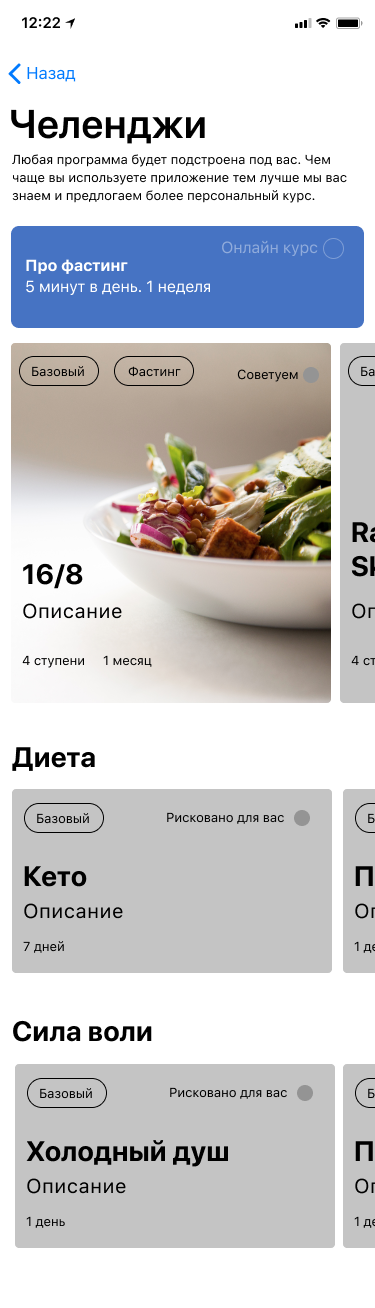 12:22
Назад
Челенджи
Любая программа будет подстроена под вас. Чем
чаще вы используете приложение тем лучше мы вас
знаем и предлогаем более персональный курс.
Онлайн курс
Про фастинг
5 минут в день. 1 неделя
Базовый Фастинг Советуем Ба
16/8 Ra
Sk
Описание Оп
4 ступени 1 месяц 4 ст
Диета
Базовый Рисковано для вас Б
Кето П
Описание Оп
7 дней 1 де
Сила воли
Базовый Рисковано для вас Б
Холодный душ П
Описание Оп
1 день 1 де